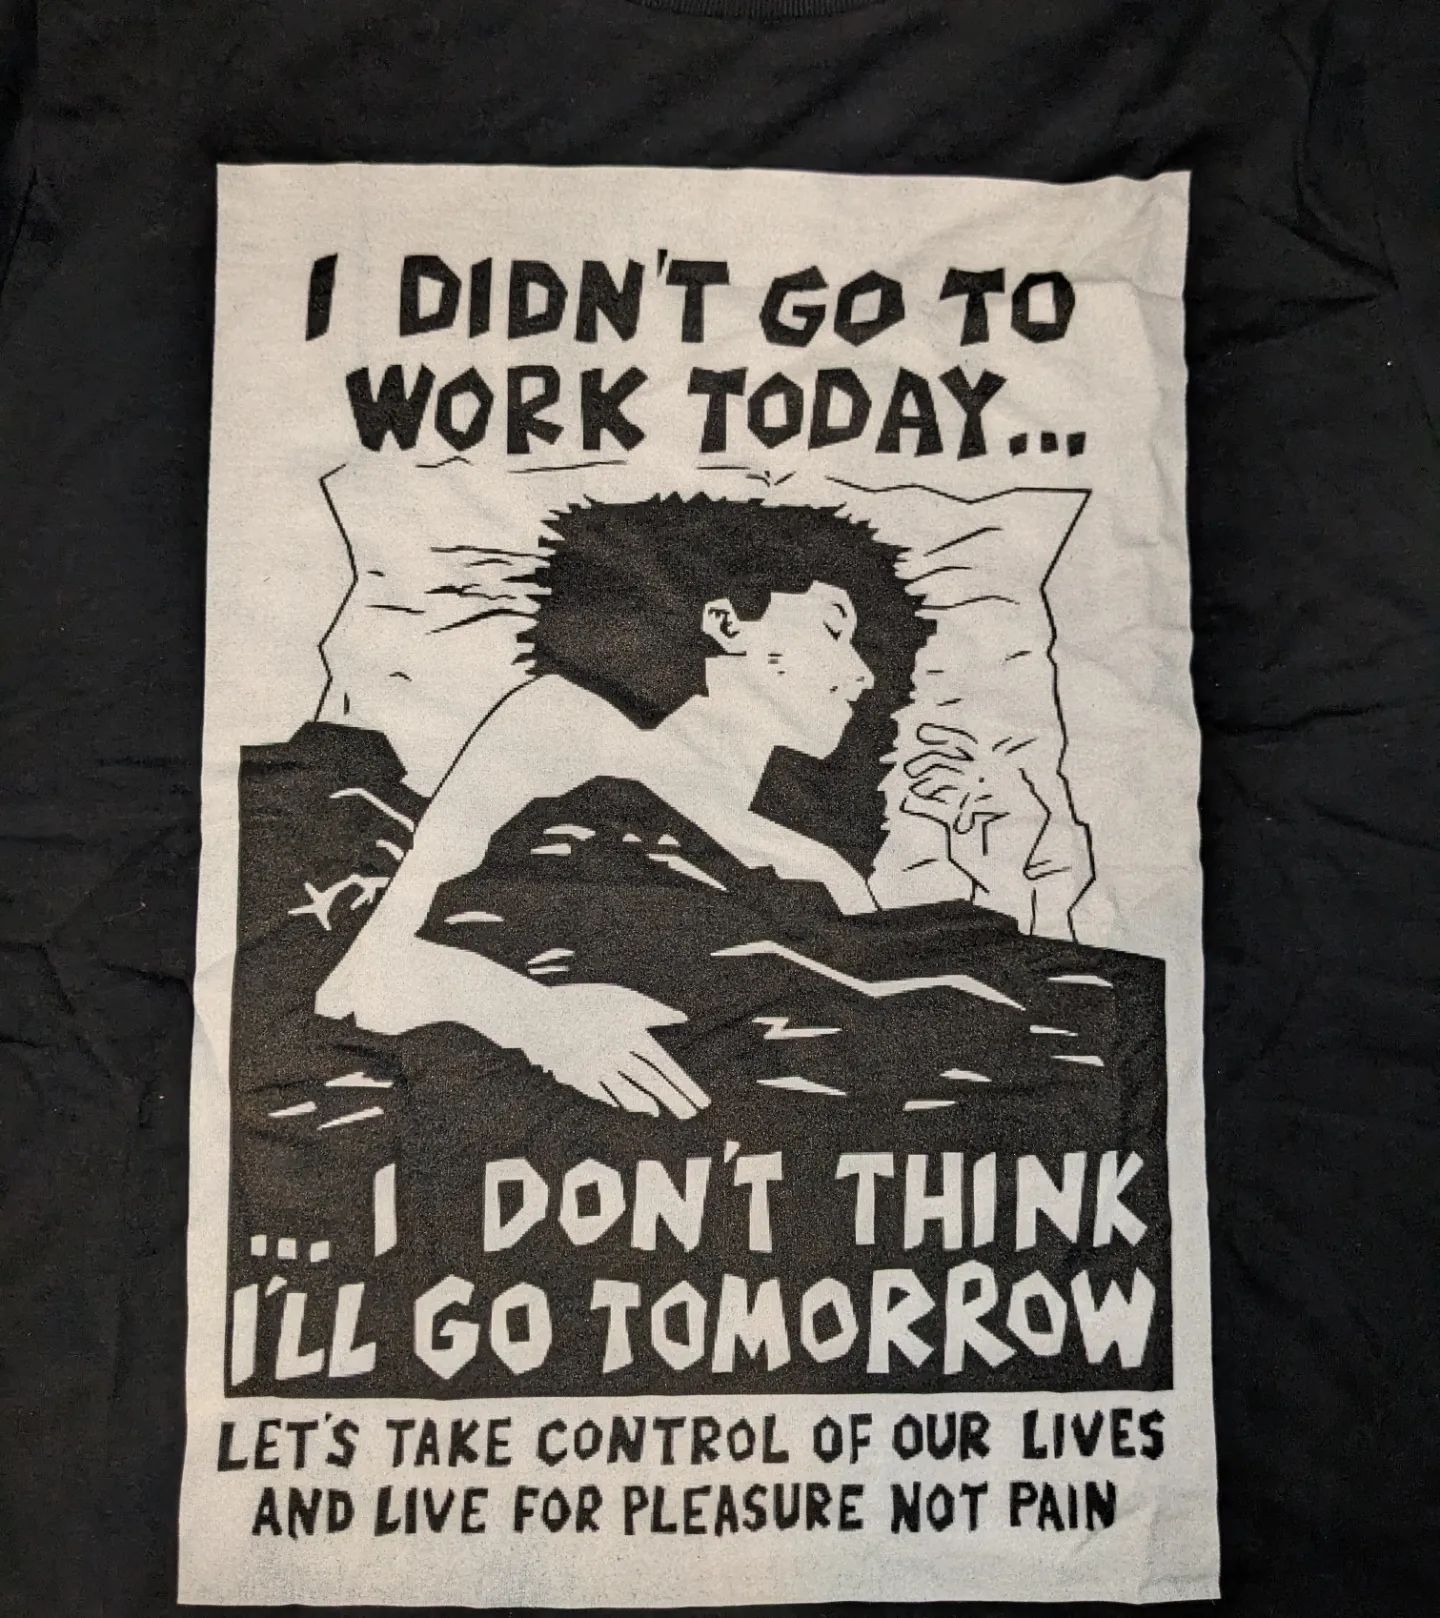 I DIDN'T GO TO
WORK TODAY...
...I DON'T THINK
I'LL GO TOMORROW
LET'S TAKE CONTROL OF OUR LIVES
AND LIVE FOR PLEASURE NOT PAIN